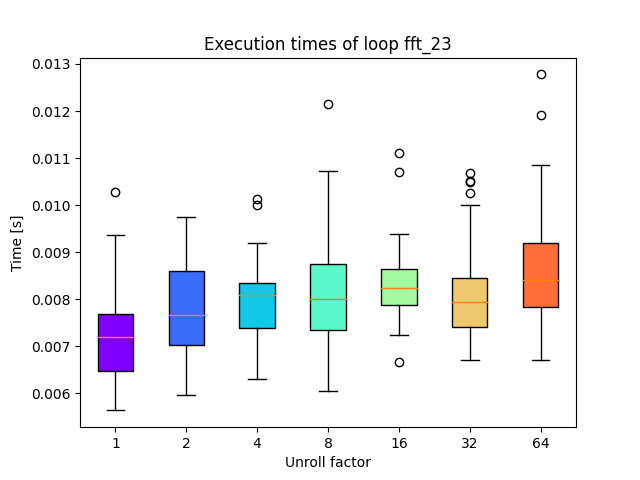 Execution times of loop fft_23
0.013
0.012
0.011
0.010
0.009
0.008
0.007
0.006
Time [s]
1 2 4 8 16 32 64
Unroll factor